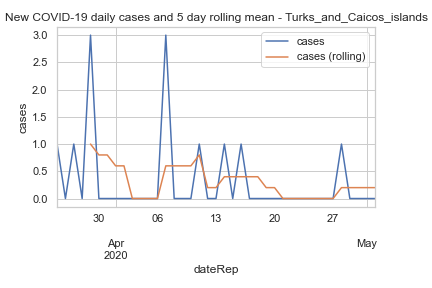 New COVID-19 daily cases and 5 day rolling mean - Turks_and_Caicos_islands
cases
cases (rolling)
3.0
2.5
2.0
1.5
1.0
0.5
0.0
cases
30 06 13 20 27
Apr May
2020
dateRep